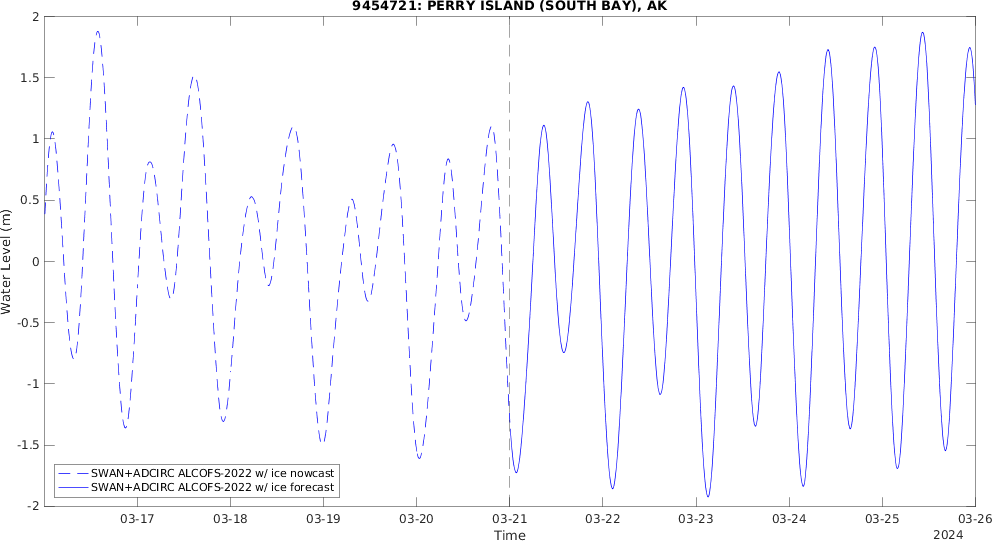 9454721: PERRY ISLAND (SOUTH BAY), AK
Water Level (m)
2
1.5
1
0.5
0
-0.5
-1
-1.5
-2
SWAN+ADCIRC ALCOFS-2022 w/ ice nowcast
SWAN+ADCIRC ALCOFS-2022 w/ ice forecast
03-17 03-18 03-19 03-20 03-21 03-22 03-23 03-24 03-25 03-26
Time
2024